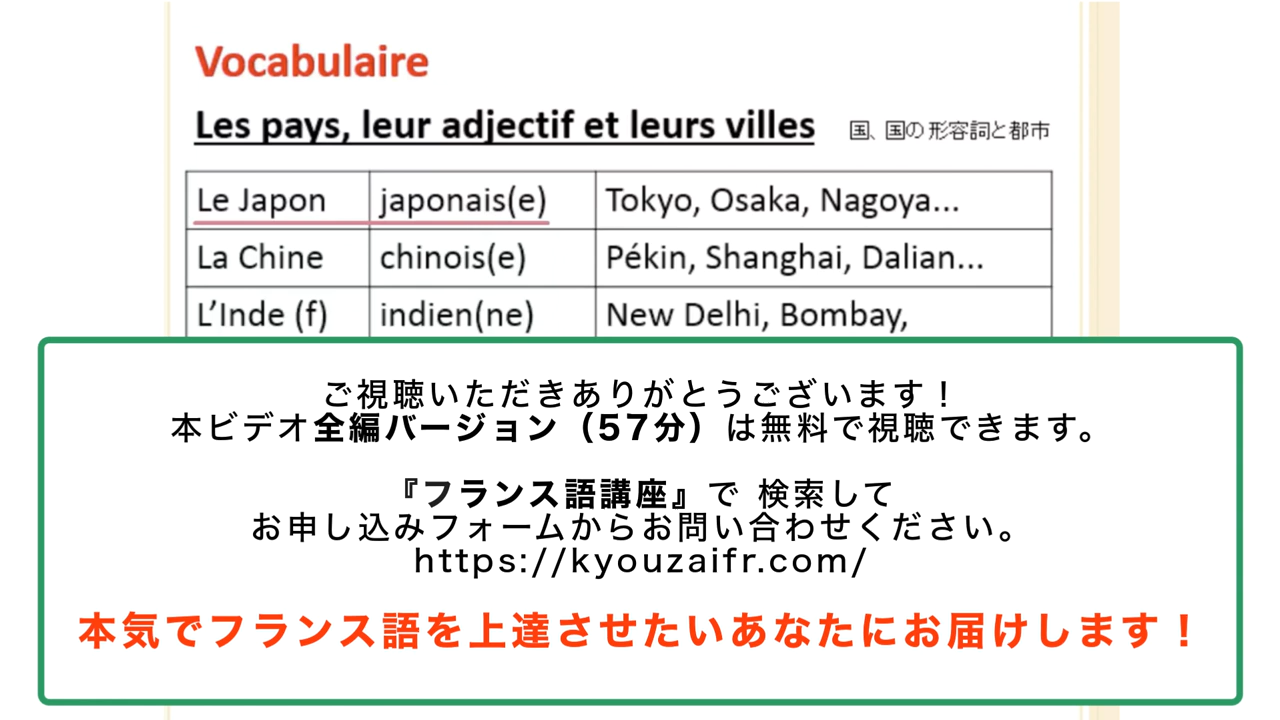 Vocabulaire
Les pays, leur adjectif et leurs villes 国、国の形容詞と都市
Le Japon japonais(e) Tokyo, Osaka, Nagoya...
La Chine chinois(e) Pékin, Shanghai, Dalian...
L'Inde (f) indien(ne) New Delhi, Bombay,
ご視聴いただきありがとうございます！
本ビデオ全編バージョン（57分）は無料で視聴できます。
『フランス語講座』で 検索して
お申し込みフォームからお問い合わせください。
https://kyouzaifr.com/
本気でフランス語を上達させたいあなたにお届けします！